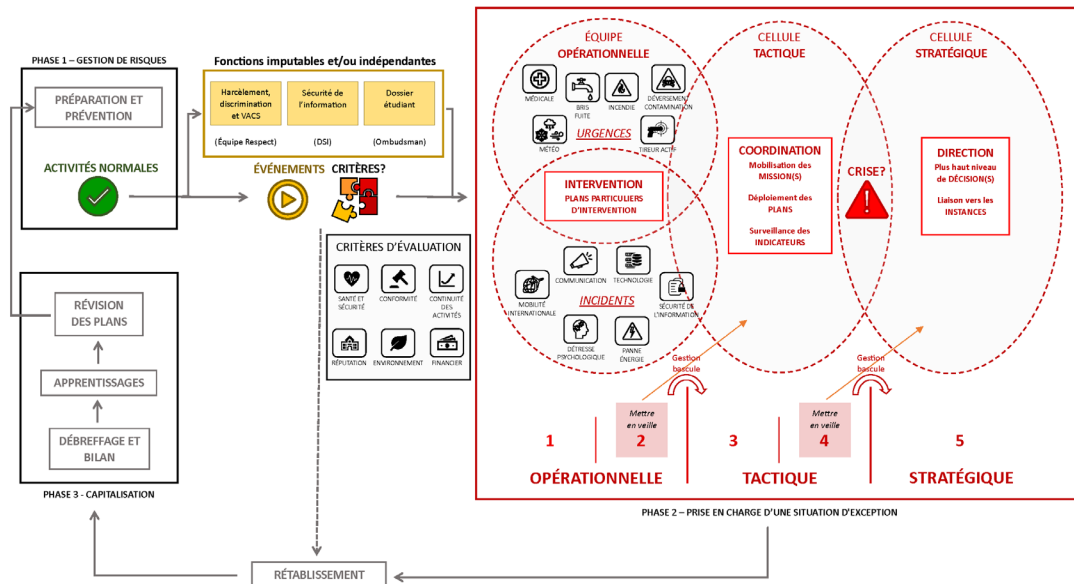 PHASE 1 – GESTION DE RISQUES
PRÉPARATION ET
PRÉVENTION
ACTIVITÉS NORMALES
Fonctions imputables et/ou indépendantes
Harcèlement,
discrimination
et VACS
Sécurité de
l'information
Dossier
étudiant
(Équipe Respect)
(DSI)
(Ombudsman)
ÉVÉNEMENTS
CRITÈRES?
CRITÈRES D'ÉVALUATION
SANTÉ ET
SÉCURITÉ
CONFORMITÉ
CONTINUITÉ
DES
ACTIVITÉS
RÉPUTATION
ENVIRONNEMENT
FINANCIER
RÉVISION
DES PLANS
APPRENTISSAGES
DÉBREFFAGE ET
BILAN
PHASE 3 - CAPITALISATION
RÉTABLISSEMENT
ÉQUIPE
OPÉRATIONNELLE
MÉDICALE
BRIS
FUITE
INCENDIE
DÉVERSEMENT
CONTAMINATION
MÉTÉO
URGENCES
TIREUR ACTIF
INTERVENTION
PLANS PARTICULIERS
D'INTERVENTION
COMMUNICATION
TECHNOLOGIE
MOBILITÉ
INTERNATIONALE
INCIDENTS
SÉCURITÉ DE
L'INFORMATION
DÉTRESSE
PSYCHOLOGIQUE
PANNE
ÉNERGIE
CELLULE
TACTIQUE
COORDINATION
Mobilisation des
MISSION(S)
Déploiement des
PLANS
Surveillance des
INDICATEURS
CRISE?
CELLULE
STRATÉGIQUE
DIRECTION
Plus haut niveau
de DÉCISION(S)
Liaison vers les
INSTANCES
Gestion
bascule
Gestion
bascule
Mettre
en veille
Mettre
en veille
1
2
3
4
5
OPÉRATIONNELLE
TACTIQUE
STRATÉGIQUE
PHASE 2 – PRISE EN CHARGE D'UNE SITUATION D'EXCEPTION